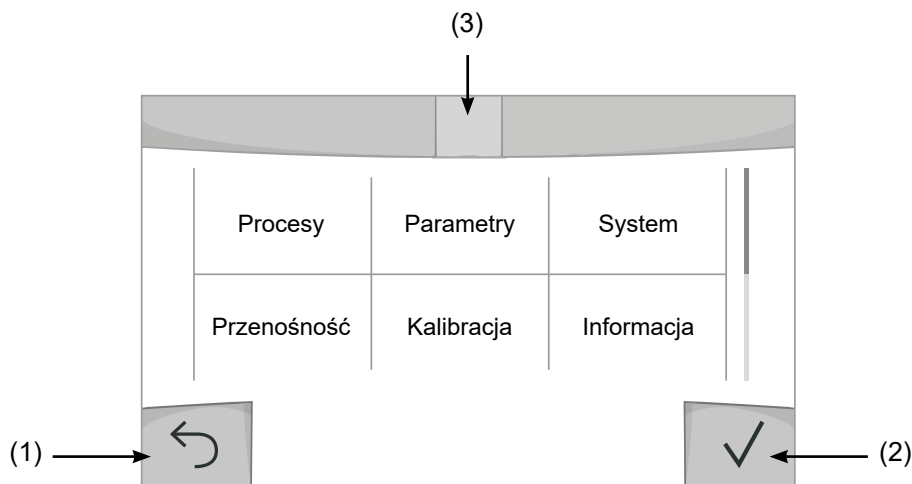 (3)
Procesy Parametry System
Przenośność Kalibracja Informacja
(1) (2)